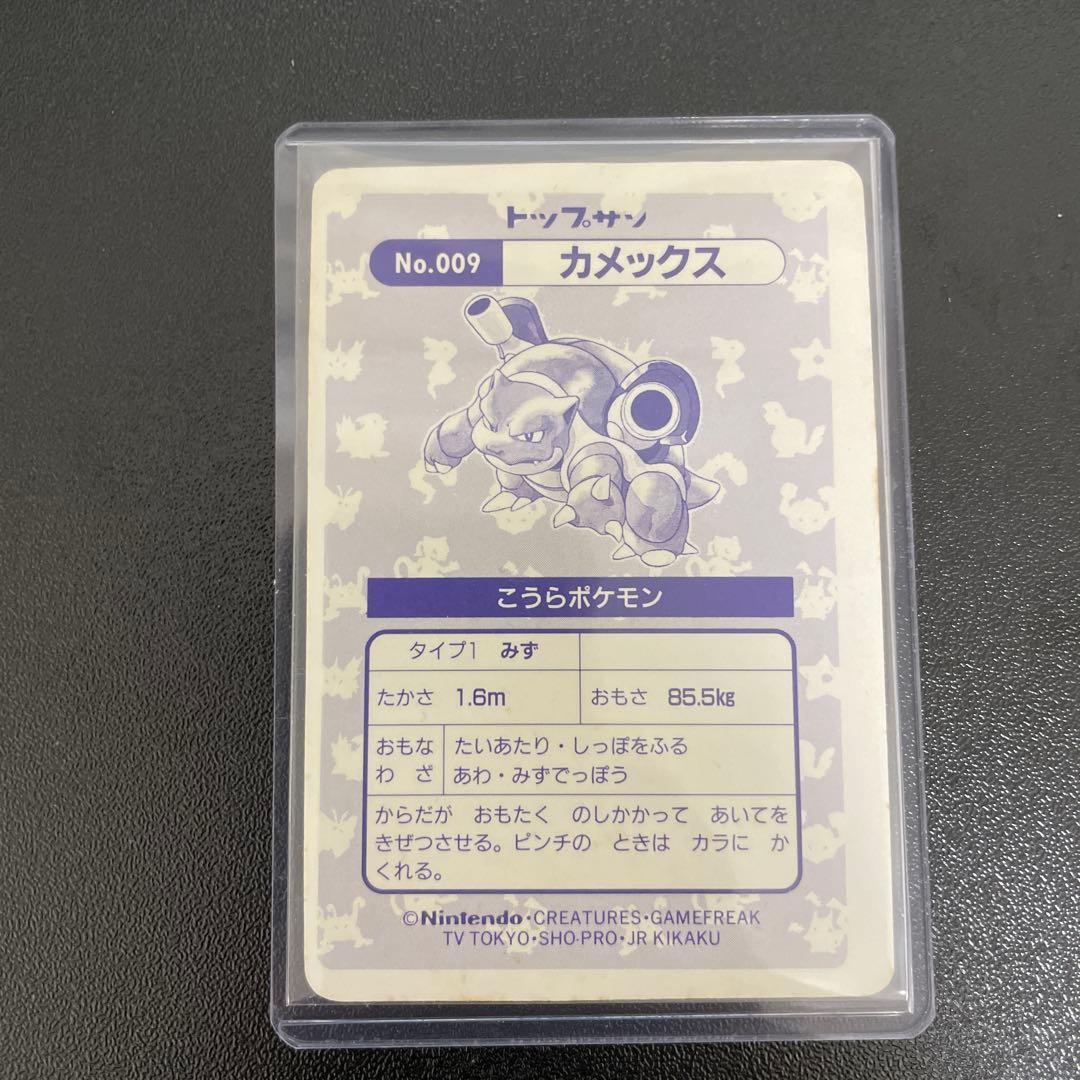 トップサン
No.009 カメックス
こうらポケモン
タイプ1 みず
たかさ 1.6m おもさ 85.5kg
おもな たいあたり・しっぽをふる
わざ あわ・みずでっぽう
からだが おもたく のしかかって あいてを
きぜつさせる。ピンチの ときは カラに か
くれる。
©Nintendo・CREATURES・GAMEFREAK
TV TOKYO・SHO-PRO・JR KIKAKU